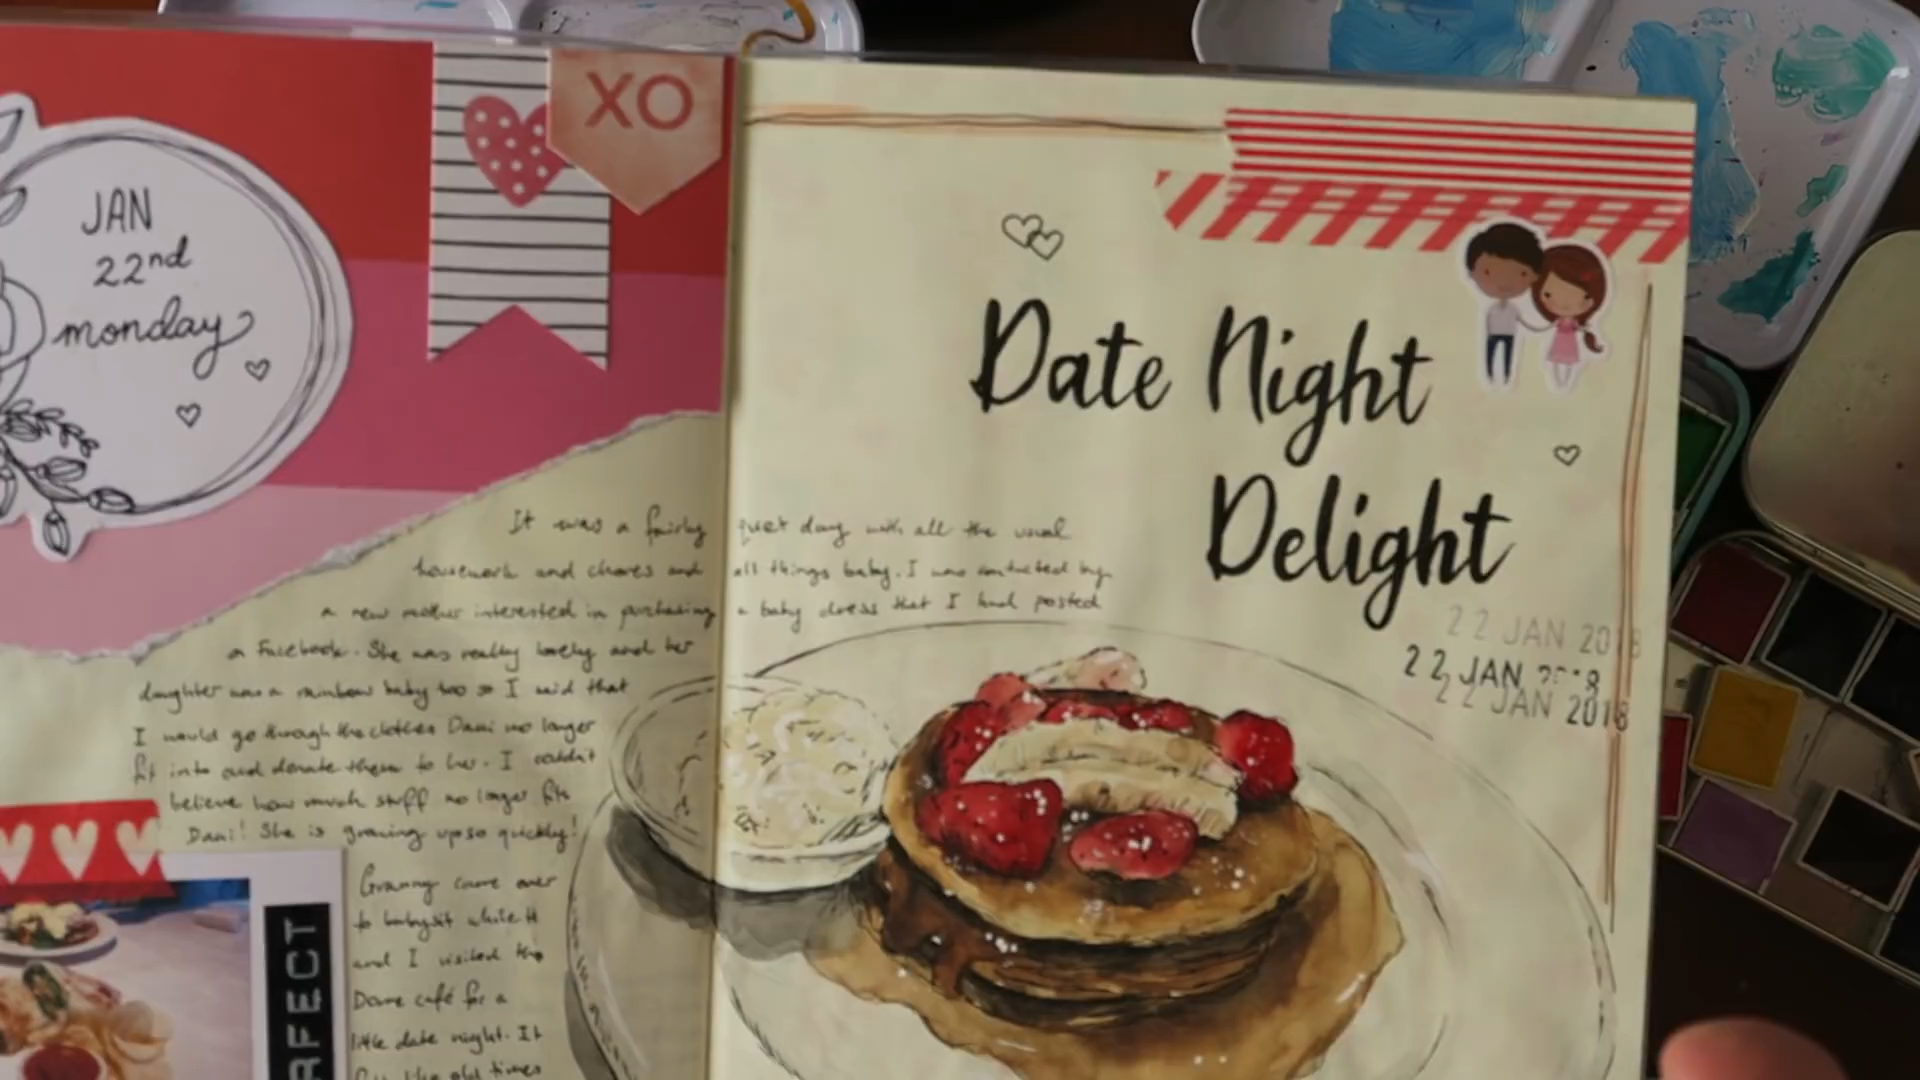 JAN
22nd
monday
XO
Date Night
Delight
22 JAN 2018
22 JAN 2018
22 JAN 2018
It was a fairly quiet day with all the usual
housework and chores and all things baby. I was contacted by
a new mother interested in purchasing a baby dress that I had posted
on Facebook. She was really lovely and her
daughter was a rainbow baby too so I said that
I would go through the clothes Dani no longer
fit into and donate them to her. I couldn't
believe how much stuff no longer fits
Dani! She is growing up so quickly!
Granny came over
to babysit while H
and I visited the
Dome café for a
little date night. It
like old times
RFECT